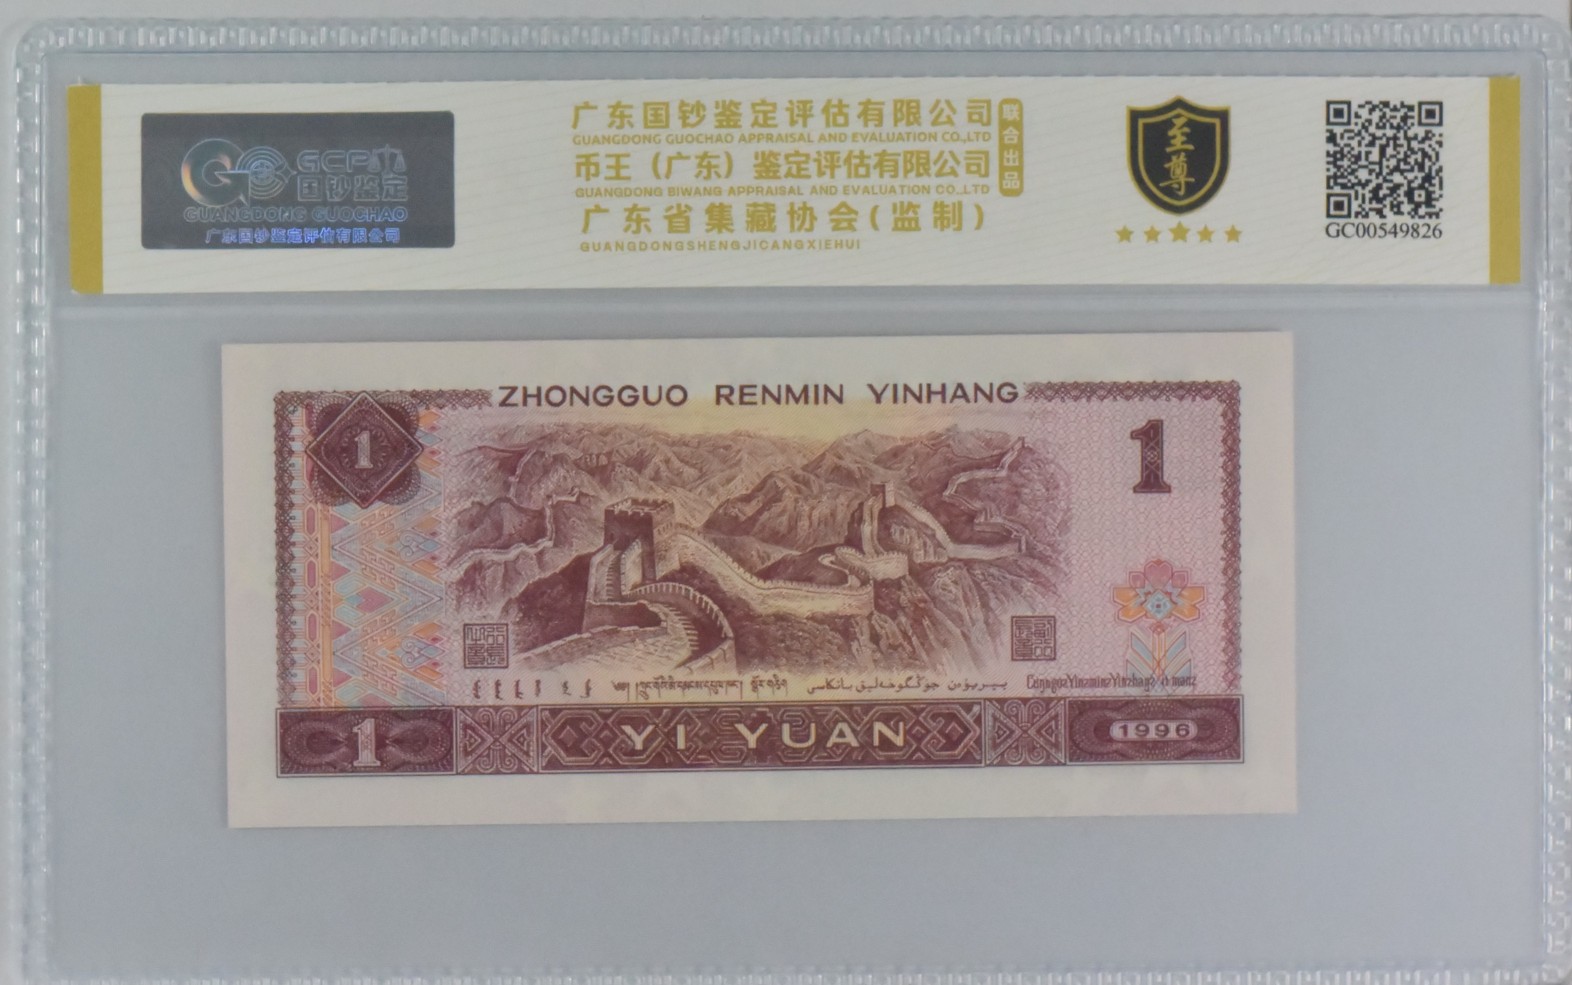 GCP
国钞鉴定
GUANGDONG GUOCHAO
广东国钞鉴定评估有限公司
广东国钞鉴定评估有限公司
GUANGDONG GUOCHAO APPRAISAL AND EVALUATION CO.,LTD
币王（广东）鉴定评估有限公司
GUANGDONG BIWANG APPRAISAL AND EVALUATION CO.,LTD
广东省集藏协会(监制)
GUANGDONGSHENGJICANGXIEHUI
联合出品
至尊
GC00549826
ZHONGGUO RENMIN YINHANG
1
1
1
YI YUAN
1996